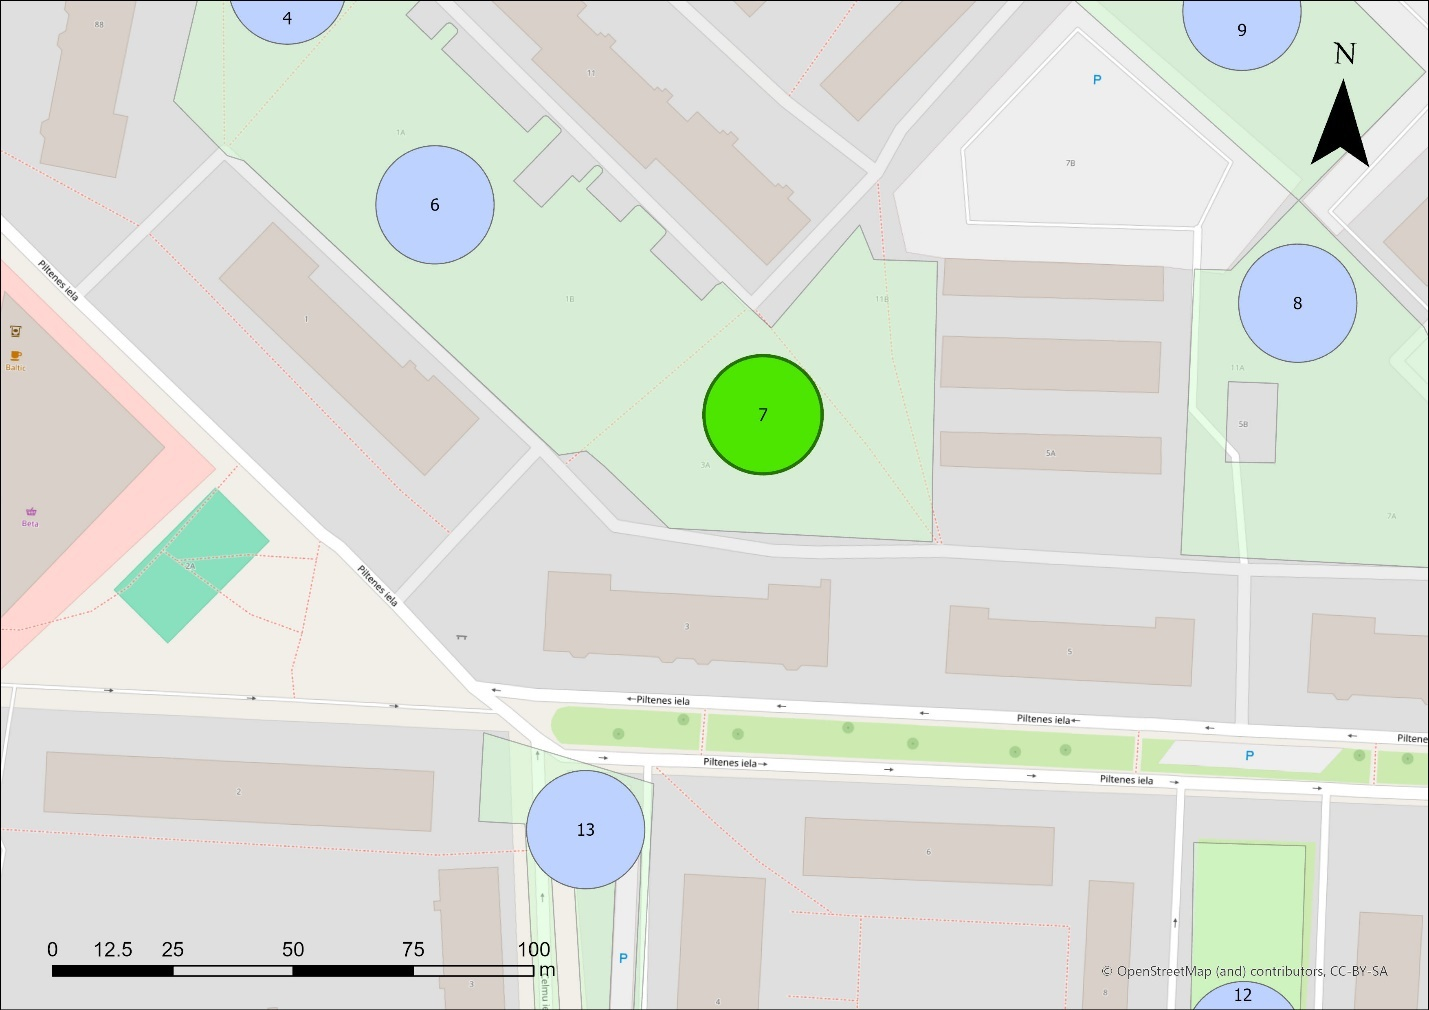 4
9
N
88
11
P
1A
7B
6
Piltenes iela
1B
11B
8
1
Baltic
11A
7
5B
3A
5A
Beta
7A
2A
Piltenes iela
3
5
←Piltenes iela
Piltenes iela←
Piltene
P
Piltenes iela→
Piltenes iela
2
13
6
0 12.5 25 50 75 100
m
P
© OpenStreetMap (and) contributors, CC-BY-SA
3
elmu ie
4
8
12